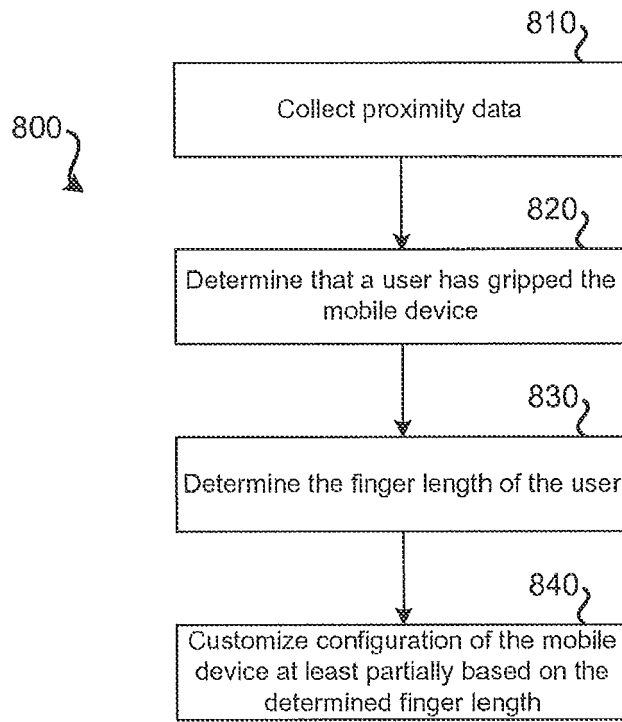 810
Collect proximity data
800
820
Determine that a user has gripped the
mobile device
830
Determine the finger length of the user
840
Customize configuration of the mobile
device at least partially based on the
determined finger length